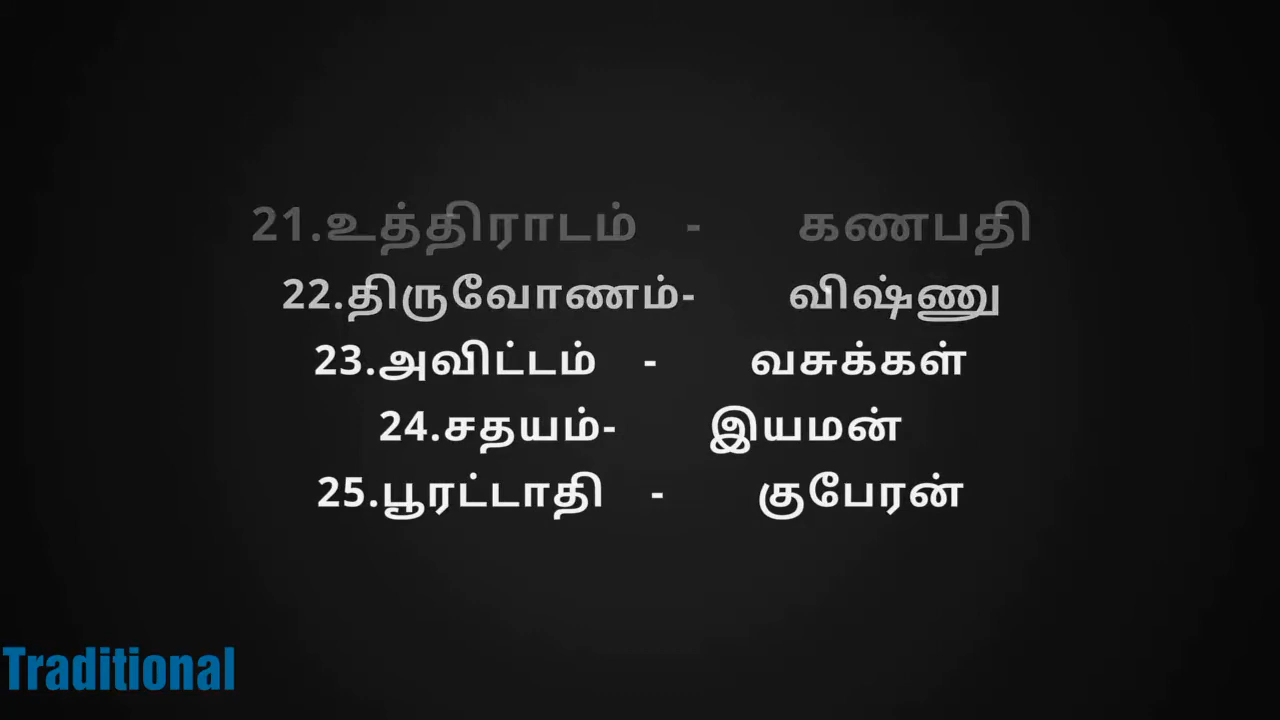 21.உத்திராடம் - கணபதி
22.திருவோணம்- விஷ்ணு
23.அவிட்டம் - வசுக்கள்
24.சதயம்- இயமன்
25.பூரட்டாதி - குபேரன்
Traditional